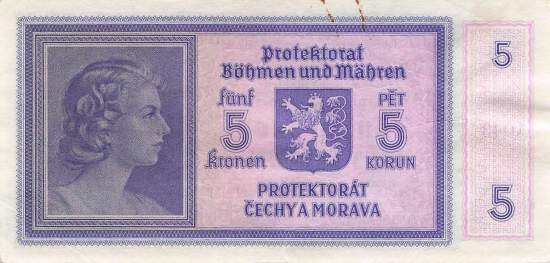 Protektorat
Böhmen und Mähren
fünf
5
kronen
PĚT
5
KORUN
PROTEKTORÁT
ČECHY A MORAVA
5
5